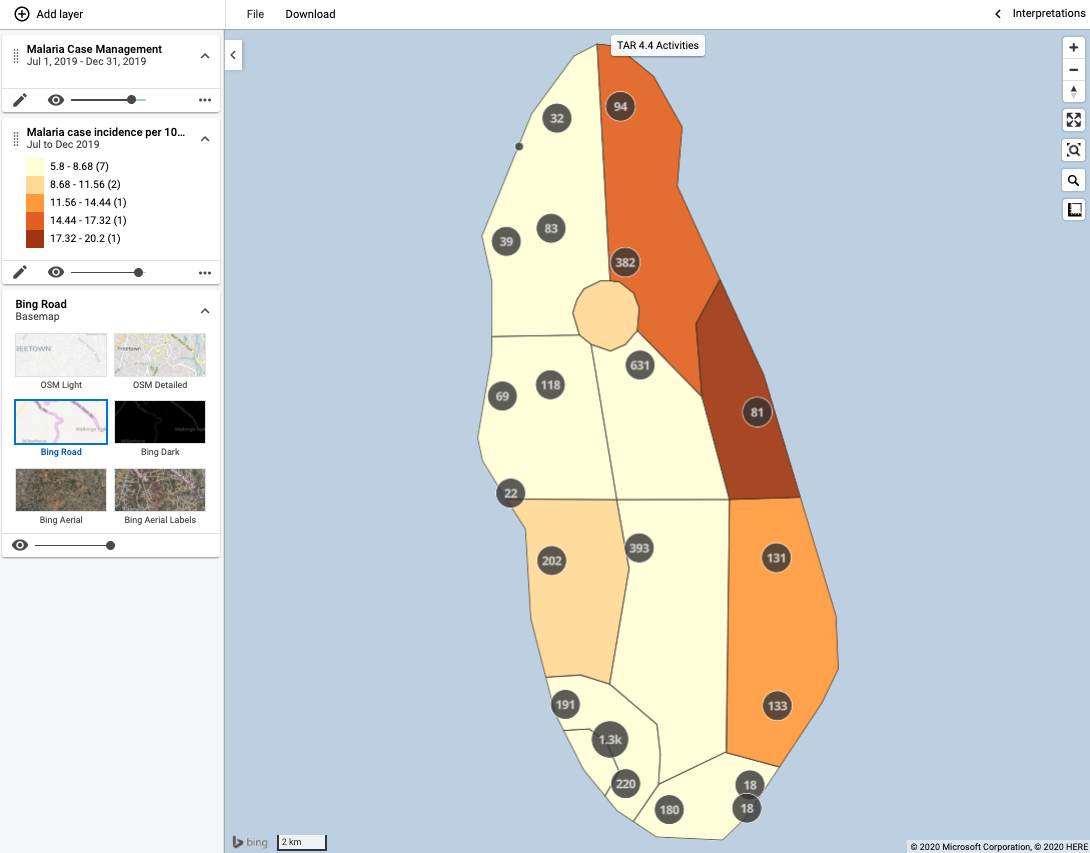 Add layer
File
Download
Interpretations
Malaria Case Management
Jul 1, 2019 - Dec 31, 2019
Malaria case incidence per 10...
Jul to Dec 2019
5.8 - 8.68 (7)
8.68 - 11.56 (2)
11.56 - 14.44 (1)
14.44 - 17.32 (1)
17.32 - 20.2 (1)
Bing Road
Basemap
REETOWN
Freetown
OSM Light
OSM Detailed
Bing Road
Bing Dark
Bing Aerial
Bing Aerial Labels
TAR 4.4 Activities
94
32
83
39
382
631
118
69
81
22
393
202
131
191
133
1.3k
220
18
180
18
bing
2 km
© 2020 Microsoft Corporation, © 2020 HERE